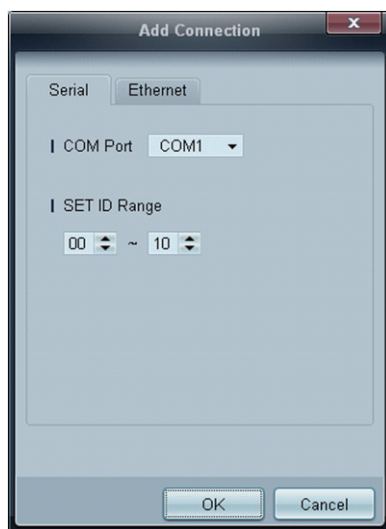 Add Connection
Serial Ethernet
COM Port COM1
SET ID Range
00 ~ 10
OK Cancel